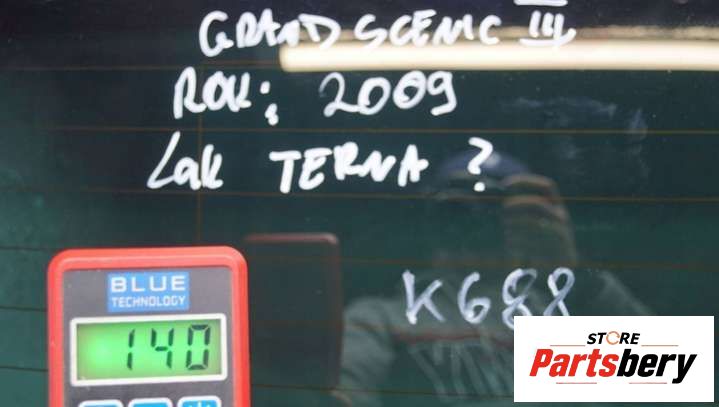 GRAND SCENIC III
ROK: 2009
Lak TERNA ?
BLUE
TECHNOLOGY
140
K688
STORE
Partsbery